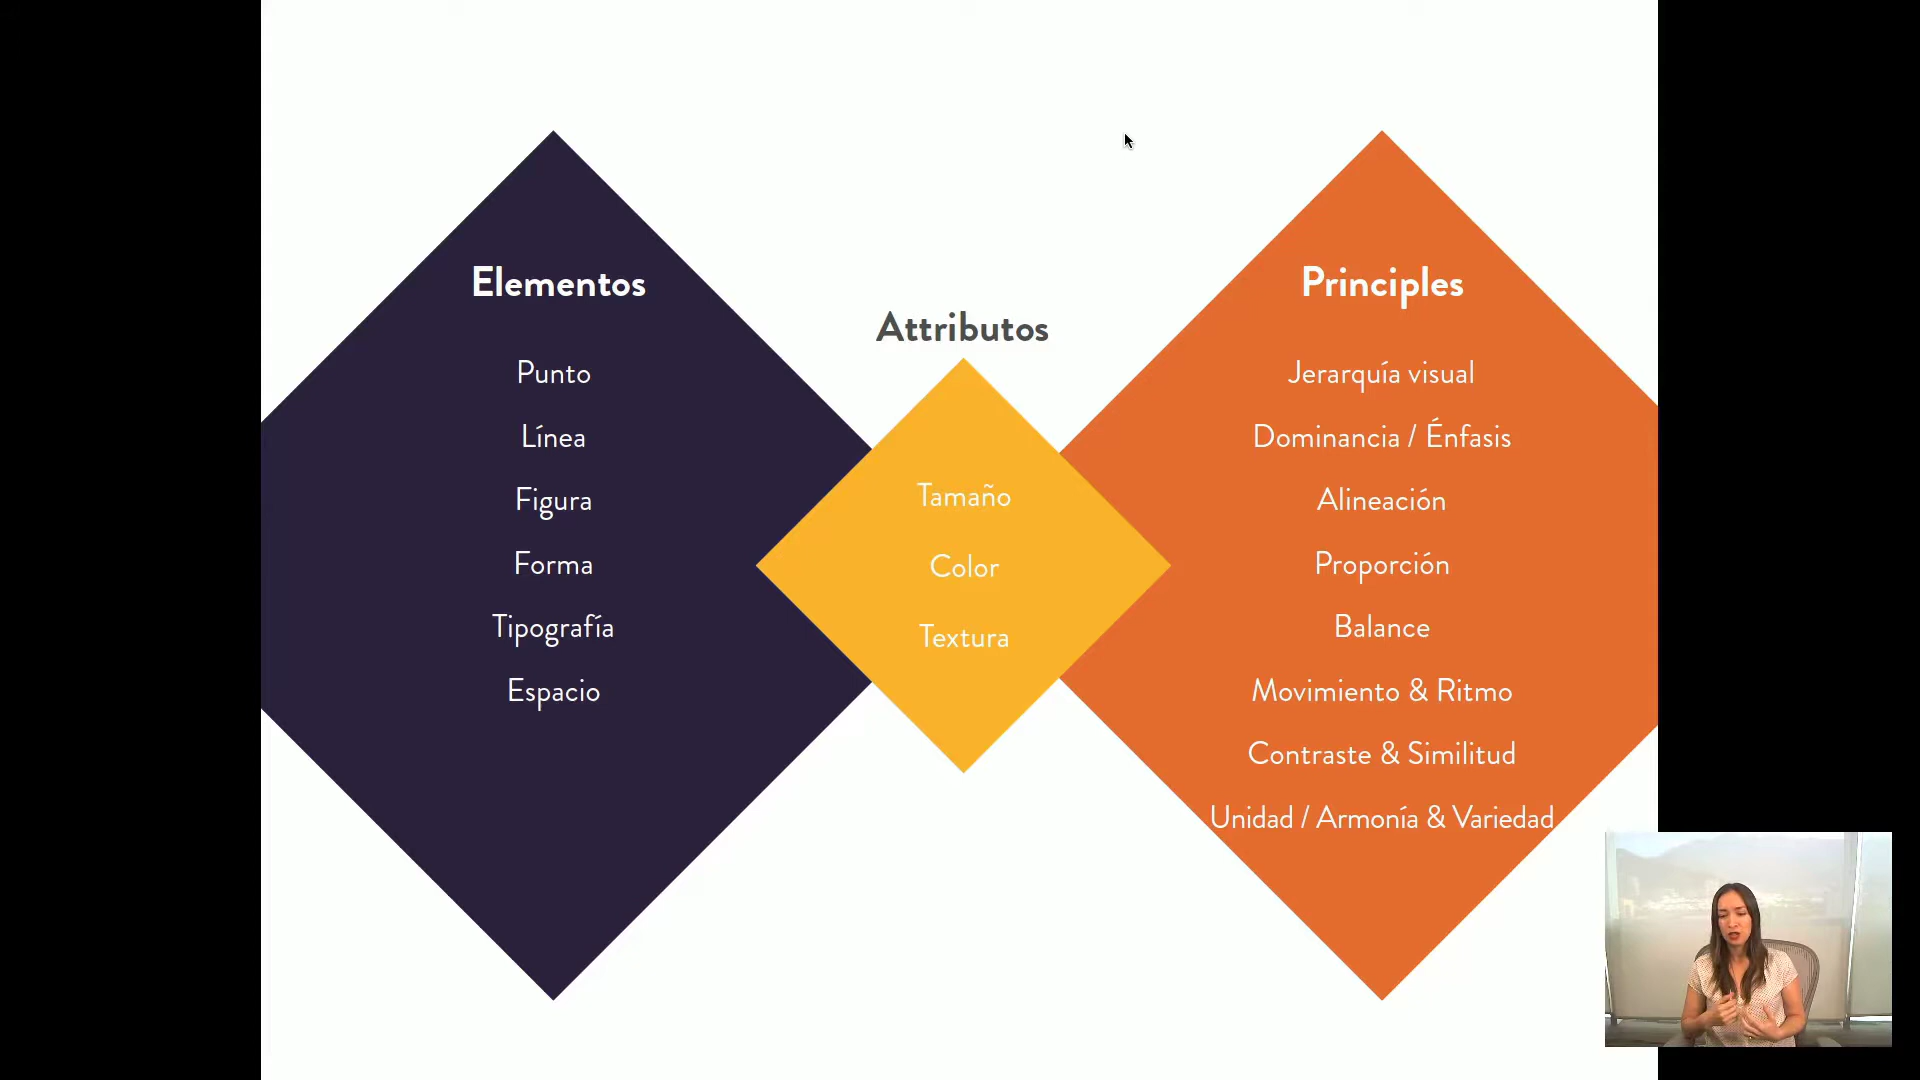 Elementos
Punto
Línea
Figura
Forma
Tipografía
Espacio
Attributos
Tamaño
Color
Textura
Principles
Jerarquía visual
Dominancia / Énfasis
Alineación
Proporción
Balance
Movimiento & Ritmo
Contraste & Similitud
Unidad / Armonía & Variedad